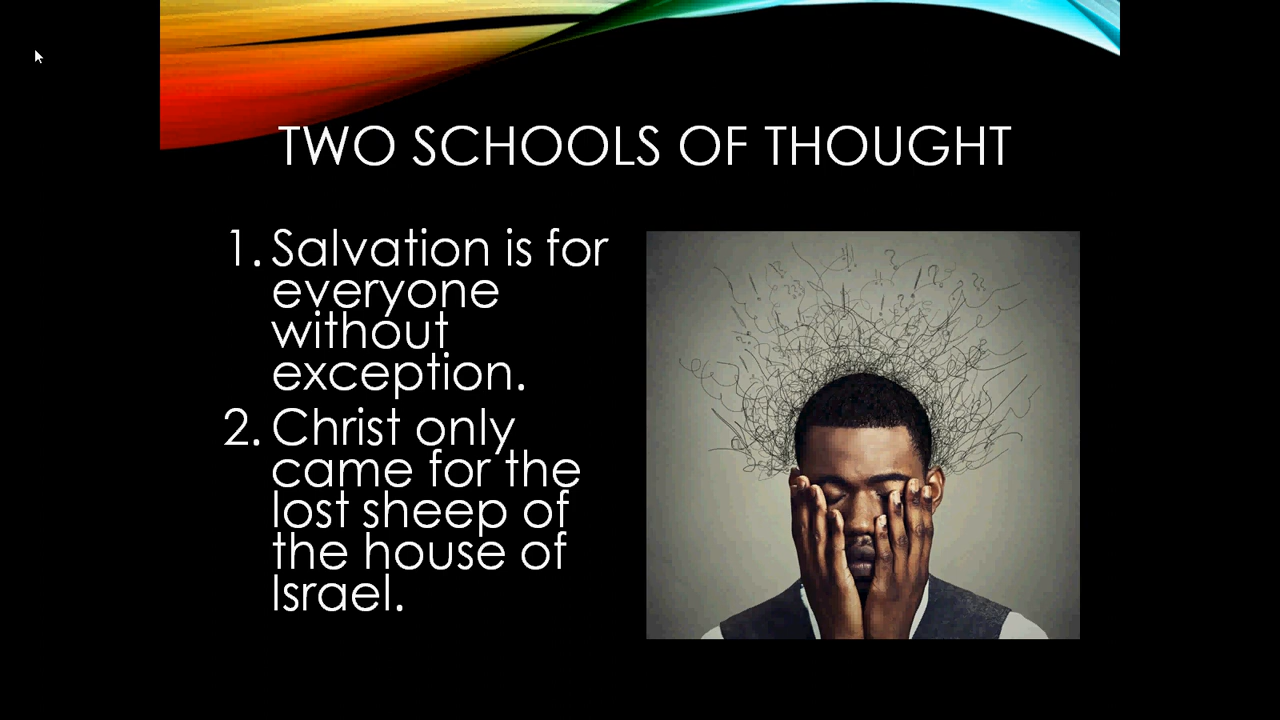 TWO SCHOOLS OF THOUGHT
1. Salvation is for
everyone
without
exception.
2. Christ only
came for the
lost sheep of
the house of
Israel.